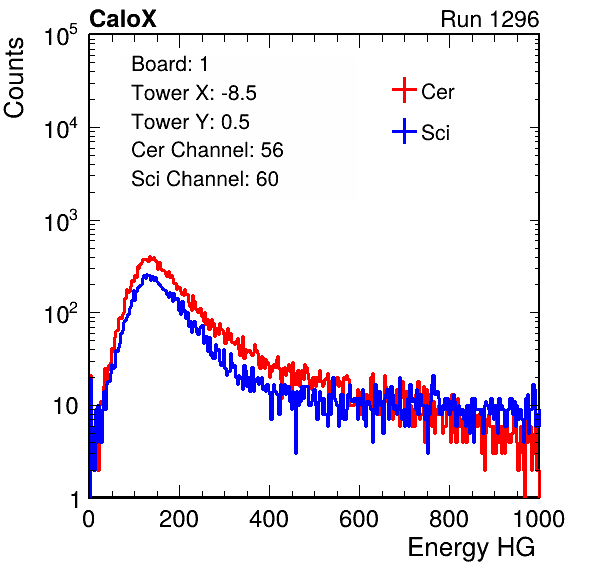 CaloX Run 1296
Counts
10^5
Board: 1
Tower X: -8.5
Tower Y: 0.5
Cer Channel: 56
Sci Channel: 60
Cer
Sci
10^4
10^3
10^2
10
1
0 200 400 600 800 1000
Energy HG